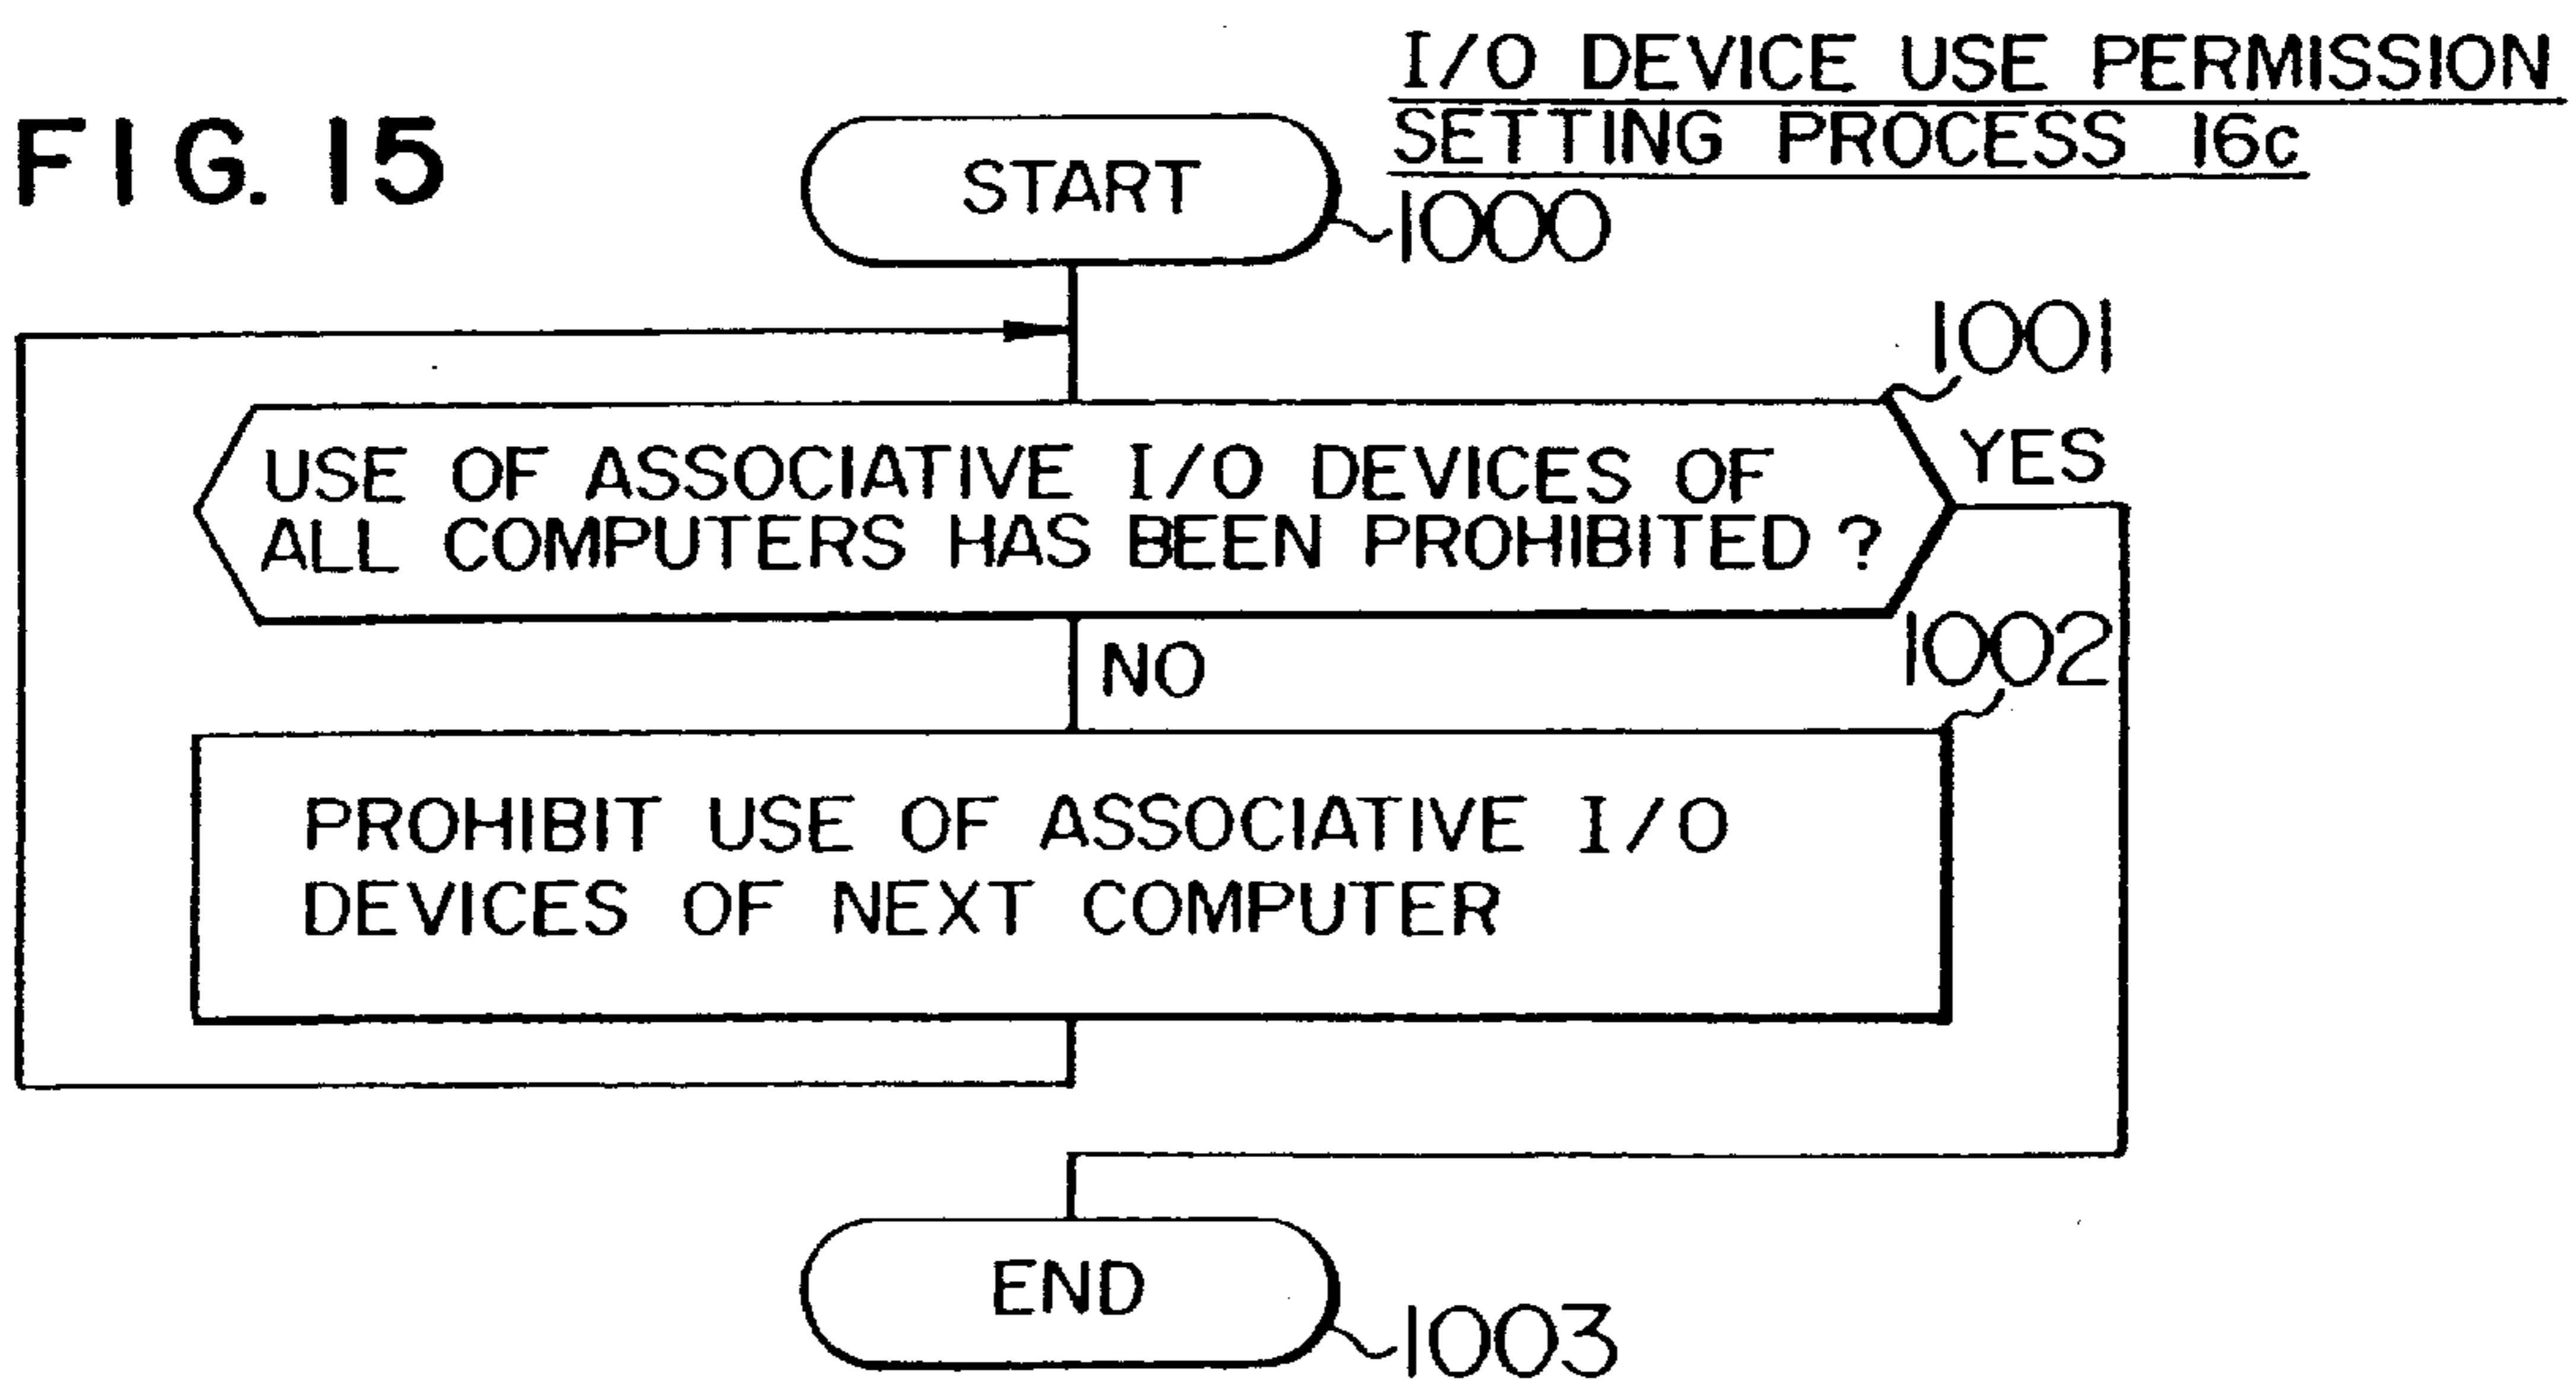 I/O DEVICE USE PERMISSION
SETTING PROCESS 16c
FIG. 15
START
1000
1001
USE OF ASSOCIATIVE I/O DEVICES OF
ALL COMPUTERS HAS BEEN PROHIBITED ?
YES
NO
1002
PROHIBIT USE OF ASSOCIATIVE I/O
DEVICES OF NEXT COMPUTER
END
1003